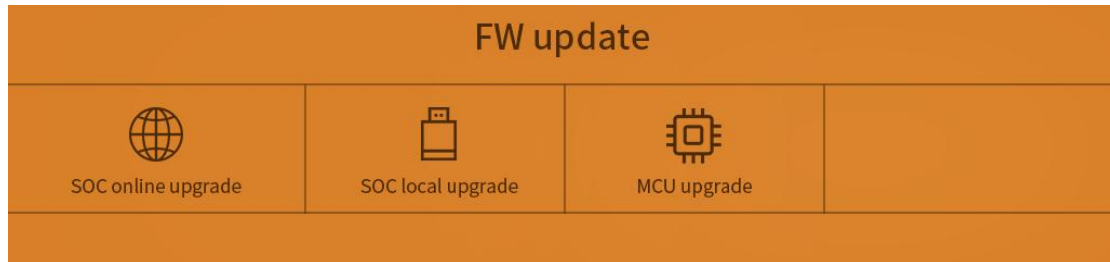 FW update
SOC online upgrade
SOC local upgrade
MCU upgrade